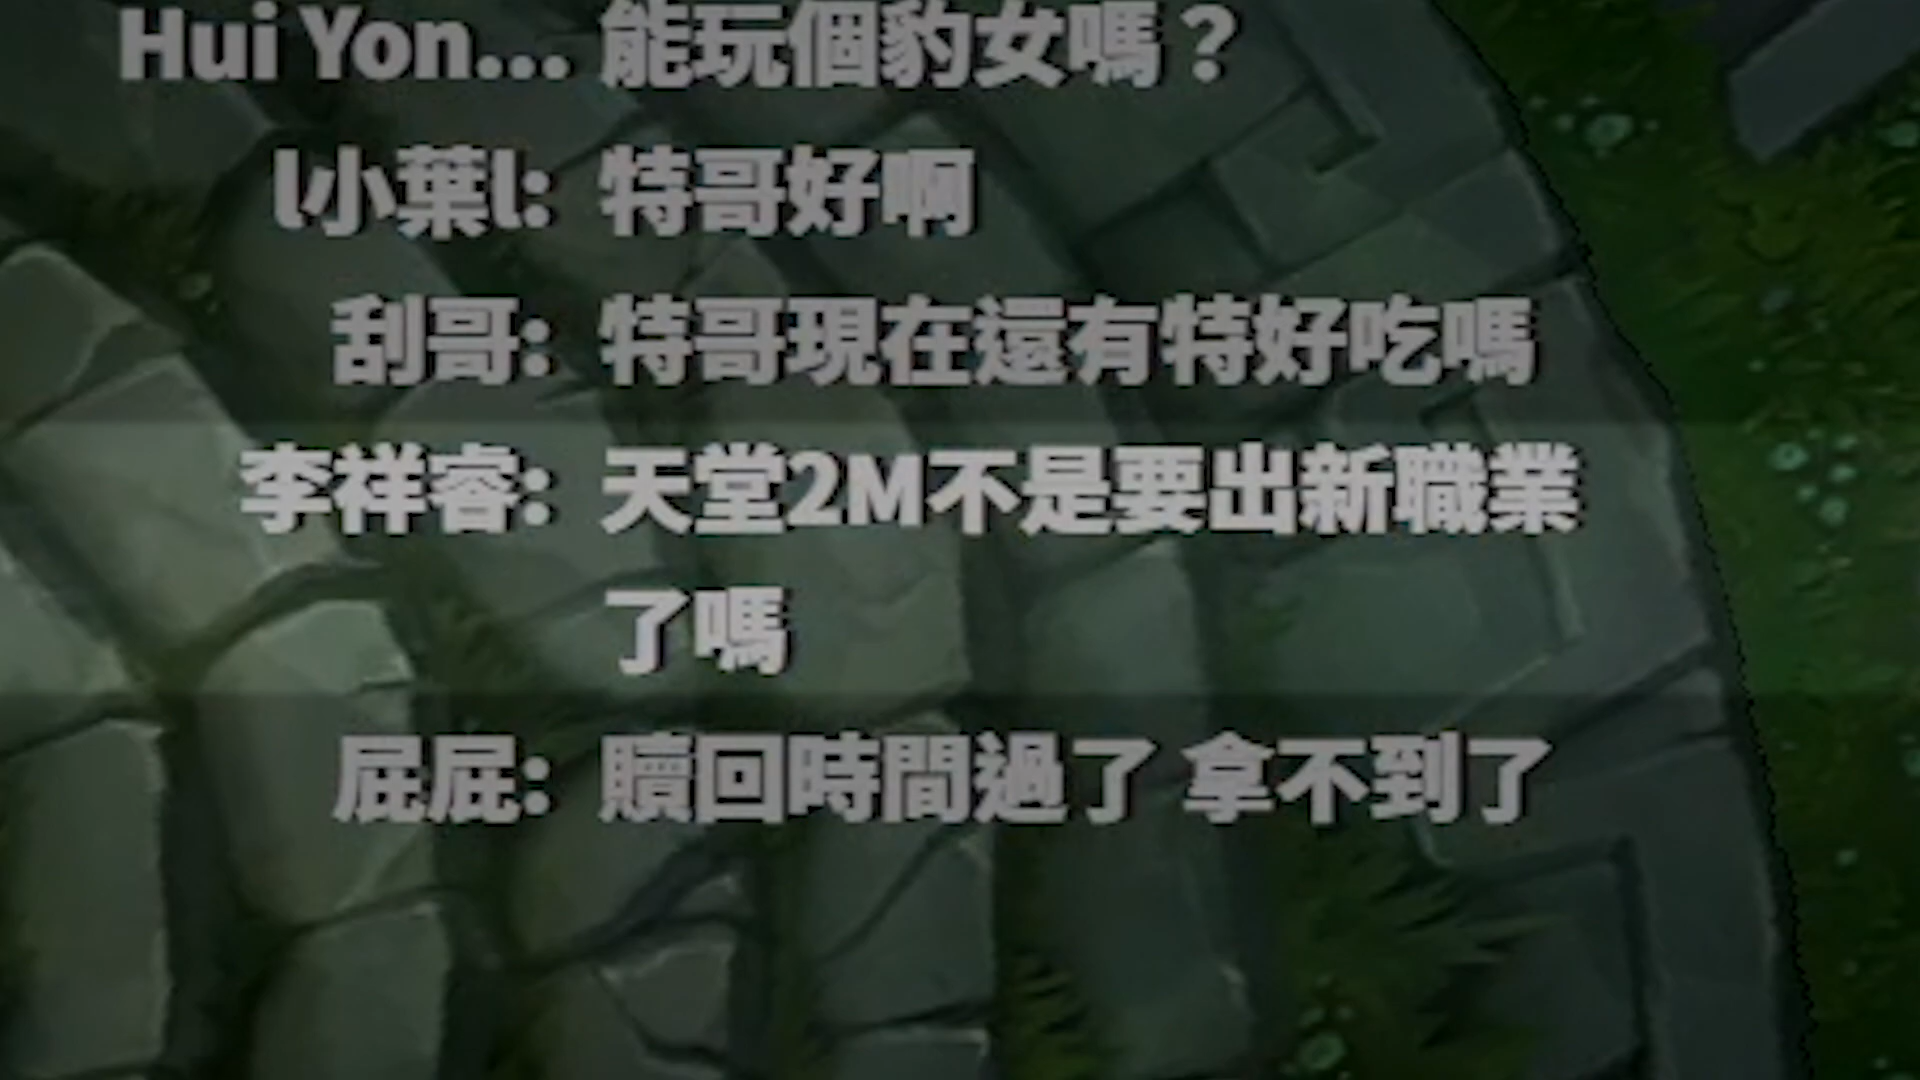 Hui Yon... 能玩個豹女嗎？
l小葉l: 特哥好啊
刮哥: 特哥現在還有特好吃嗎
李祥睿: 天堂2M不是要出新職業
了嗎
屁屁: 贖回時間過了 拿不到了